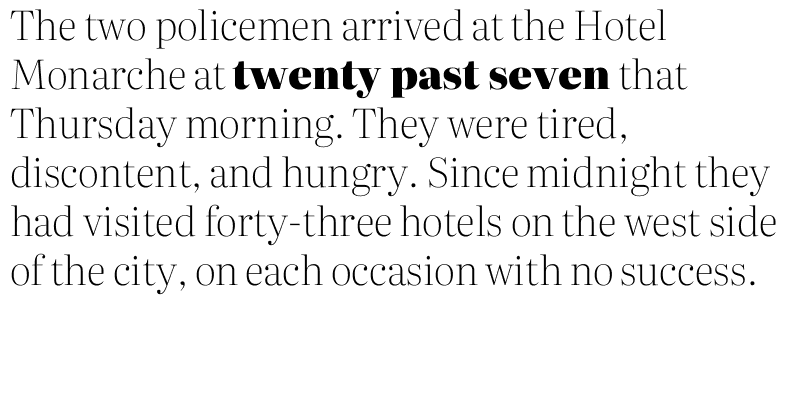 The two policemen arrived at the Hotel
Monarche at twenty past seven that
Thursday morning. They were tired,
discontent, and hungry. Since midnight they
had visited forty-three hotels on the west side
of the city, on each occasion with no success.